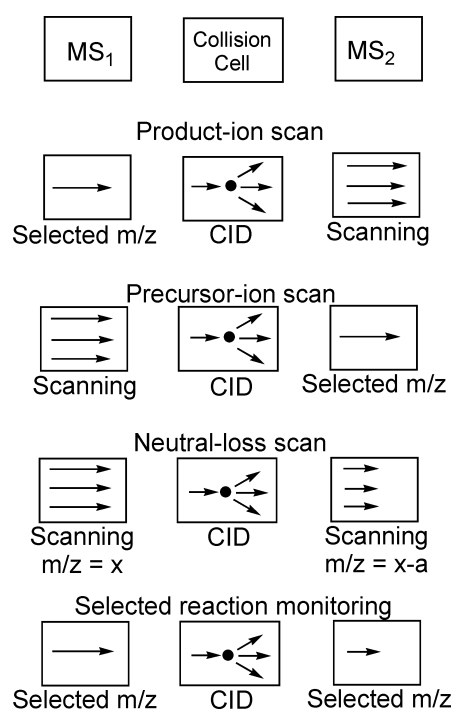 MS₁ Collision Cell MS₂
Product-ion scan
Selected m/z CID Scanning
Precursor-ion scan
Scanning CID Selected m/z
Neutral-loss scan
Scanning CID Scanning
m/z = x m/z = x-a
Selected reaction monitoring
Selected m/z CID Selected m/z